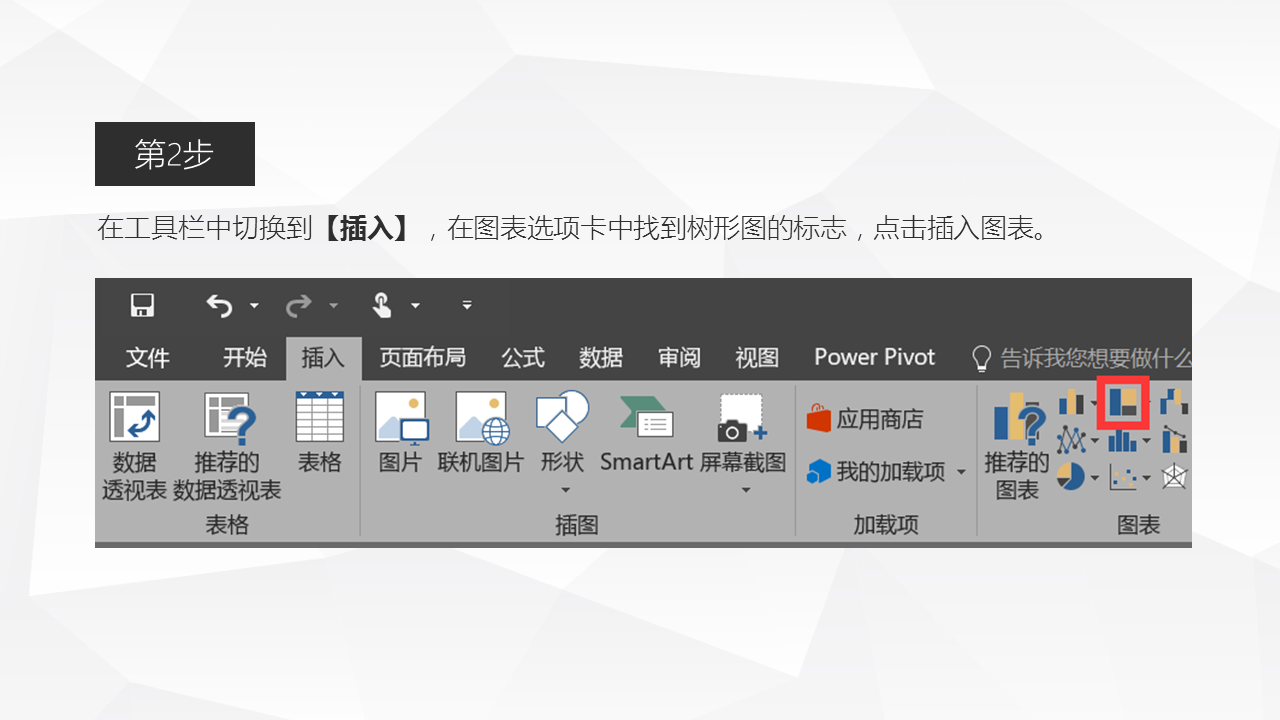 第2步
在工具栏中切换到【插入】，在图表选项卡中找到树形图的标志，点击插入图表。
文件 开始 插入 页面布局 公式 数据 审阅 视图 Power Pivot 告诉我您想要做什么
数据
透视表
推荐的
数据透视表
表格
表格
图片
联机图片
形状
SmartArt
屏幕截图
插图
应用商店
我的加载项
加载项
推荐的
图表
图表